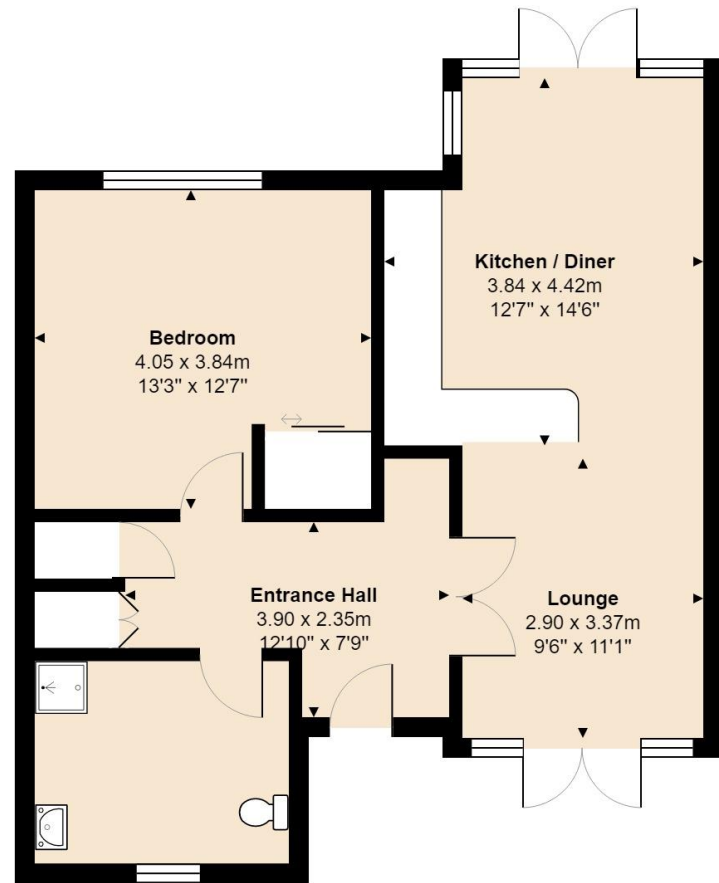 Kitchen / Diner
3.84 x 4.42m
12'7" x 14'6"
Bedroom
4.05 x 3.84m
13'3" x 12'7"
Entrance Hall
3.90 x 2.35m
12'10" x 7'9"
Lounge
2.90 x 3.37m
9'6" x 11'1"